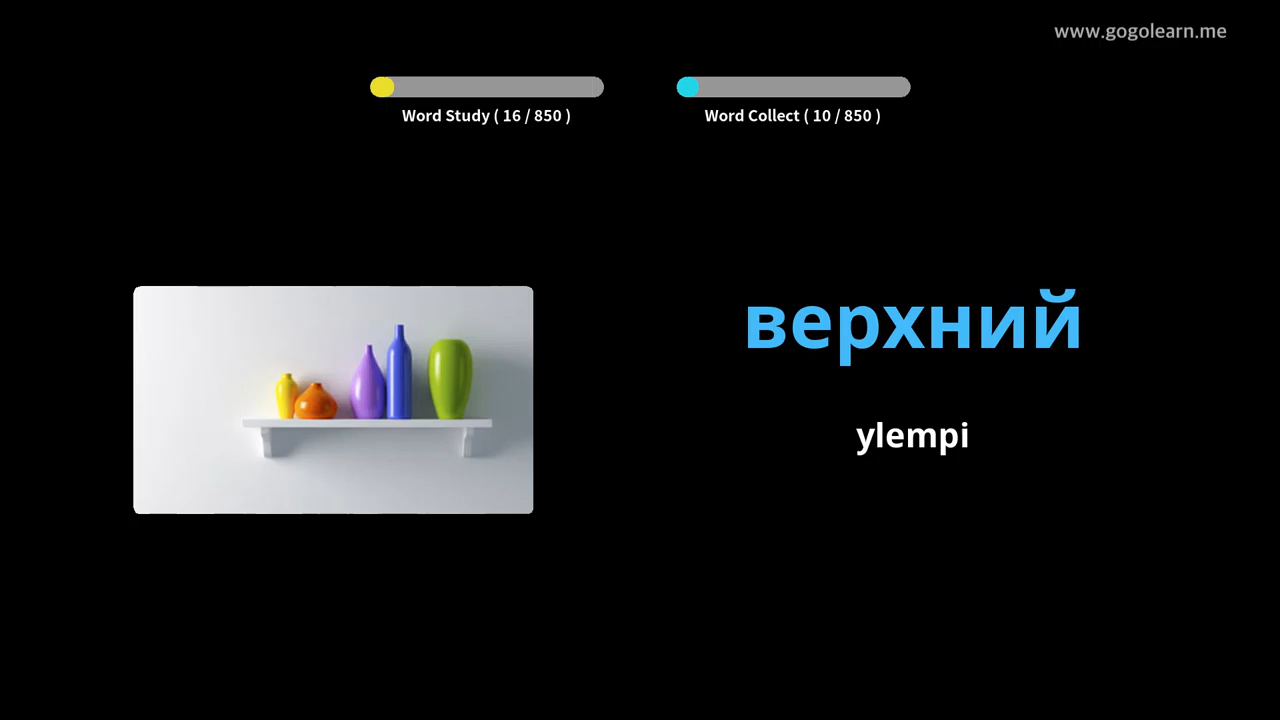 www.gogolearn.me
Word Study ( 16 / 850 )
Word Collect ( 10 / 850 )
верхний
ylempi